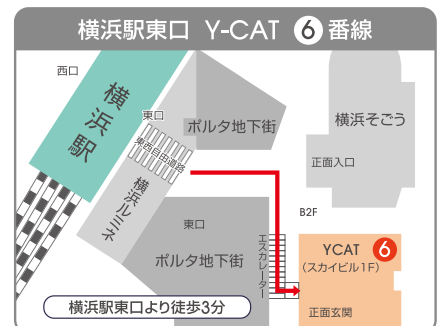 横浜駅東口 Y-CAT 6番線
西口
横浜駅
東口
ポルタ地下街
東西自由通路
横浜ルミネ
横浜そごう
正面入口
B2F
東口
ポルタ地下街
エスカレーター
YCAT 6
(スカイビル1F)
正面玄関
横浜駅東口より徒歩3分